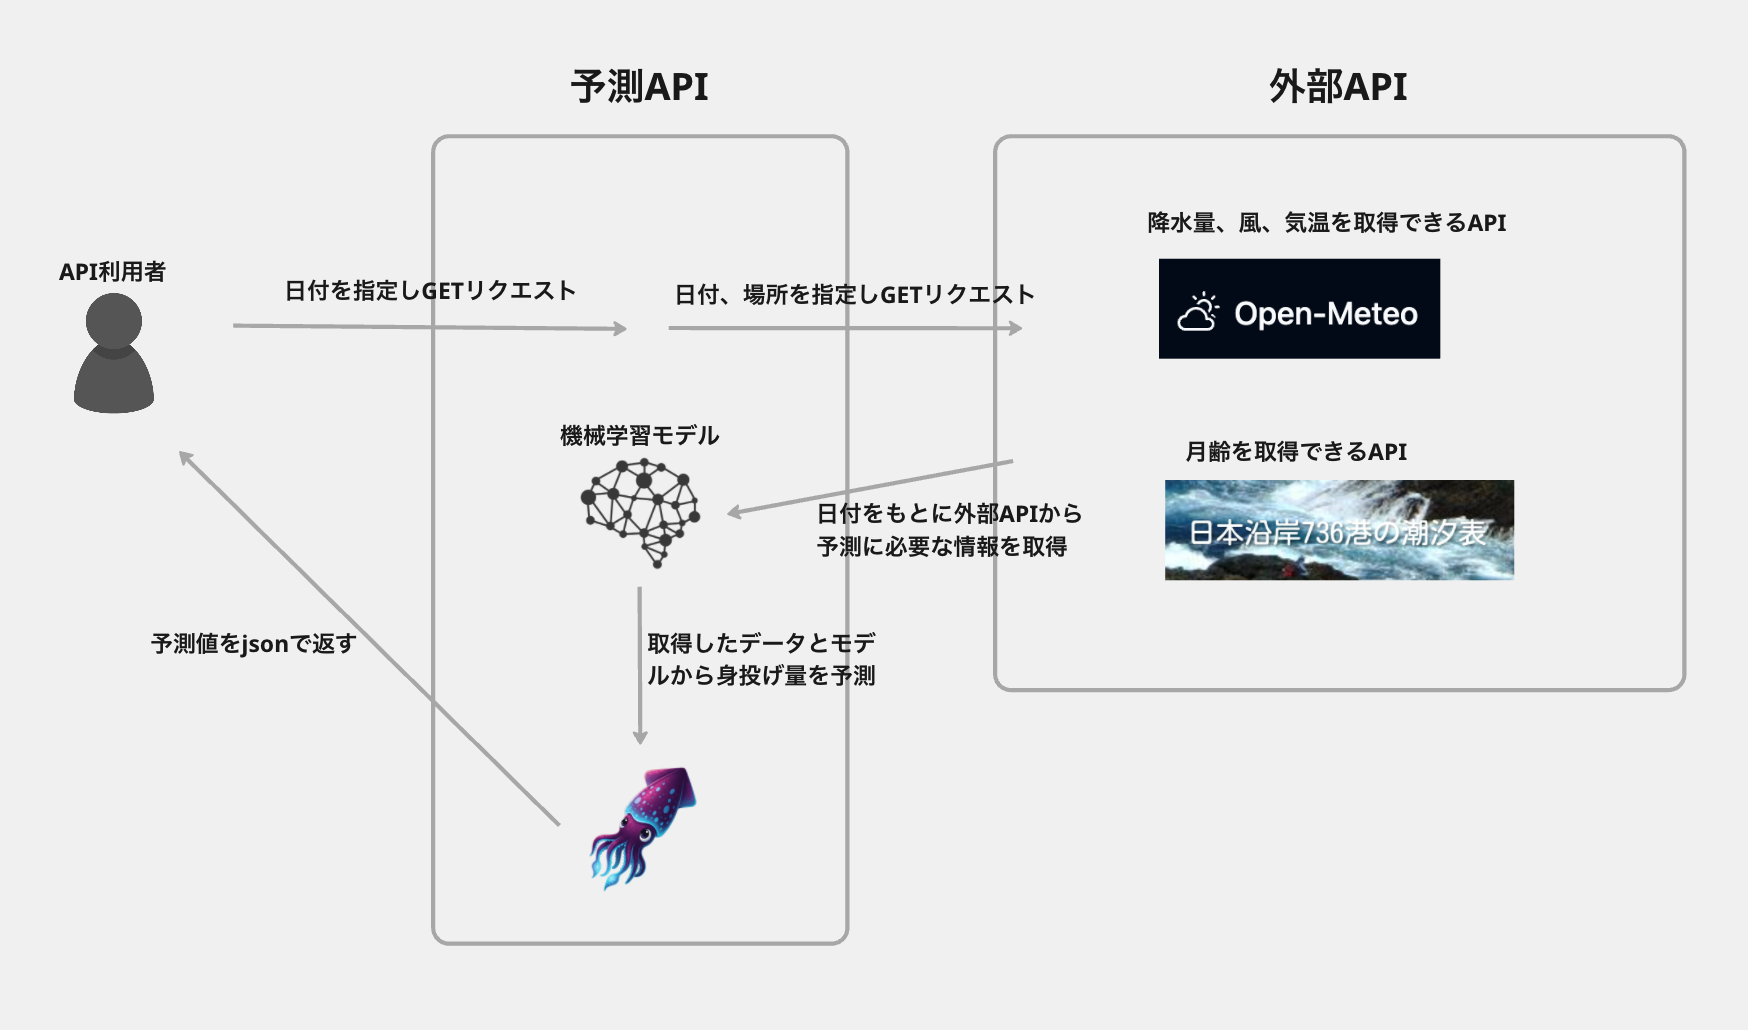 予測API
外部API
降水量、風、気温を取得できるAPI
API利用者
日付を指定しGETリクエスト
日付、場所を指定しGETリクエスト
Open-Meteo
機械学習モデル
月齢を取得できるAPI
日本沿岸736港の潮汐表
日付をもとに外部APIから
予測に必要な情報を取得
予測値をjsonで返す
取得したデータとモデ
ルから身投げ量を予測